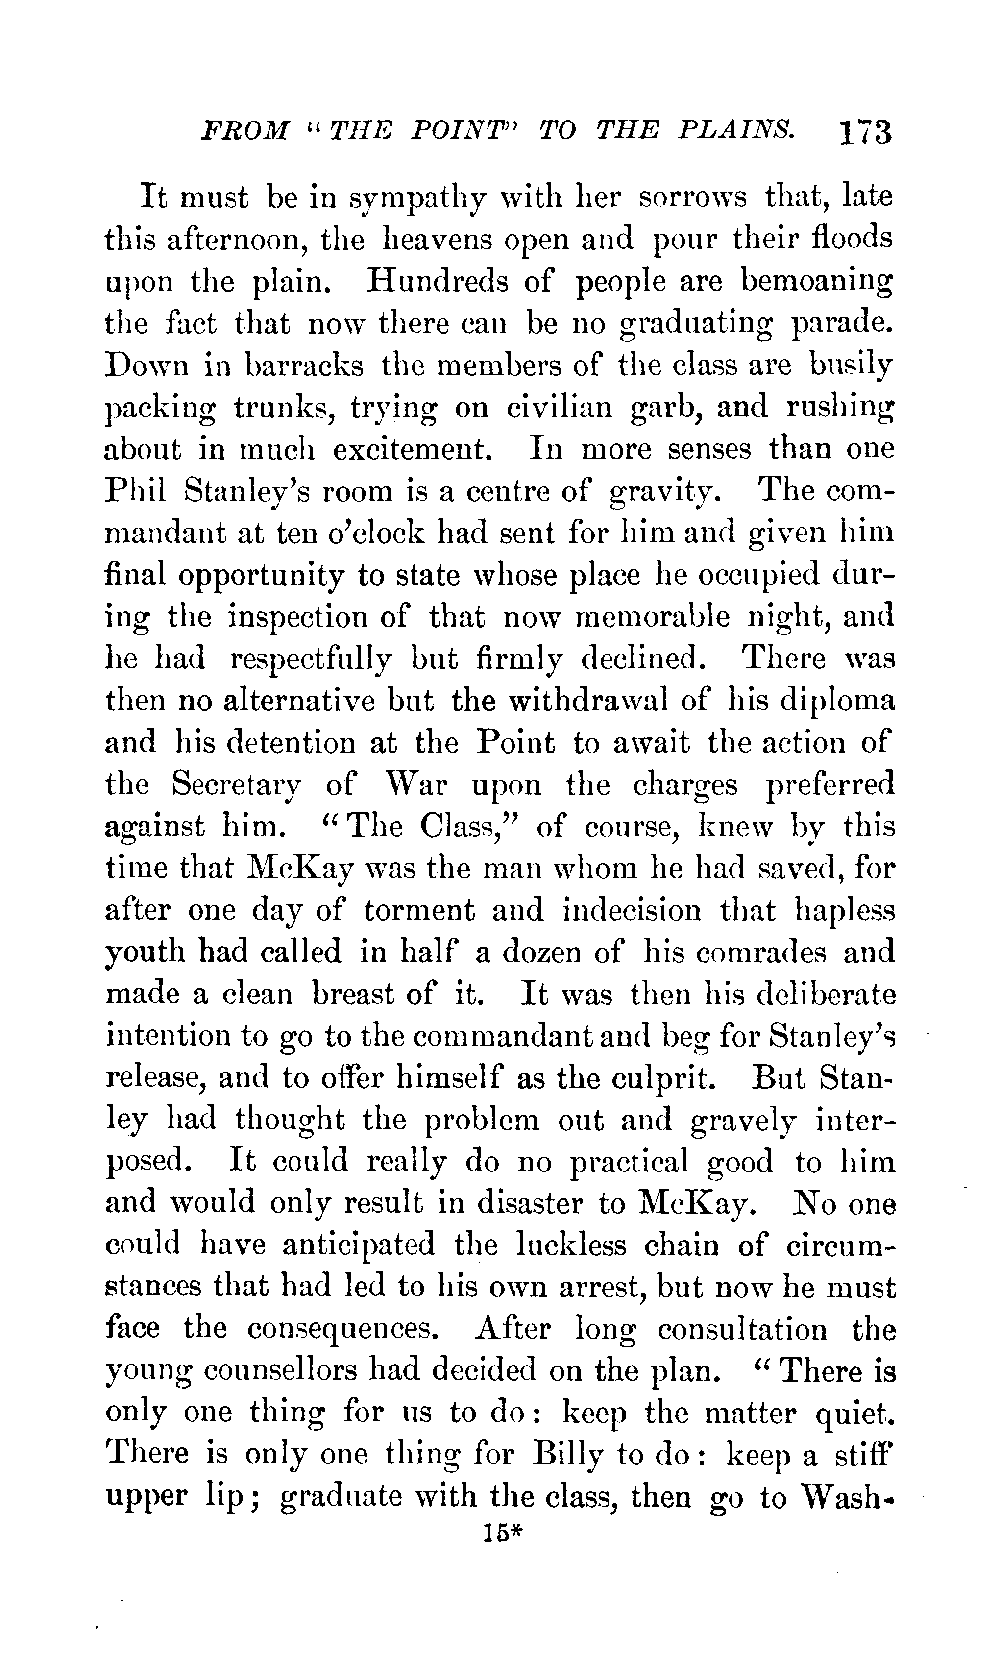 FROM "THE POINT" TO THE PLAINS. 173
It must be in sympathy with her sorrows that, late
this afternoon, the heavens open and pour their floods
upon the plain. Hundreds of people are bemoaning
the fact that now there can be no graduating parade.
Down in barracks the members of the class are busily
packing trunks, trying on civilian garb, and rushing
about in much excitement. In more senses than one
Phil Stanley's room is a centre of gravity. The com-
mandant at ten o'clock had sent for him and given him
final opportunity to state whose place he occupied dur-
ing the inspection of that now memorable night, and
he had respectfully but firmly declined. There was
then no alternative but the withdrawal of his diploma
and his detention at the Point to await the action of
the Secretary of War upon the charges preferred
against him. "The Class," of course, knew by this
time that McKay was the man whom he had saved, for
after one day of torment and indecision that hapless
youth had called in half a dozen of his comrades and
made a clean breast of it. It was then his deliberate
intention to go to the commandant and beg for Stanley's
release, and to offer himself as the culprit. But Stan-
ley had thought the problem out and gravely inter-
posed. It could really do no practical good to him
and would only result in disaster to McKay. No one
could have anticipated the luckless chain of circum-
stances that had led to his own arrest, but now he must
face the consequences. After long consultation the
young counsellors had decided on the plan. "There is
only one thing for us to do: keep the matter quiet.
There is only one thing for Billy to do: keep a stiff
upper lip; graduate with the class, then go to Wash-
15*